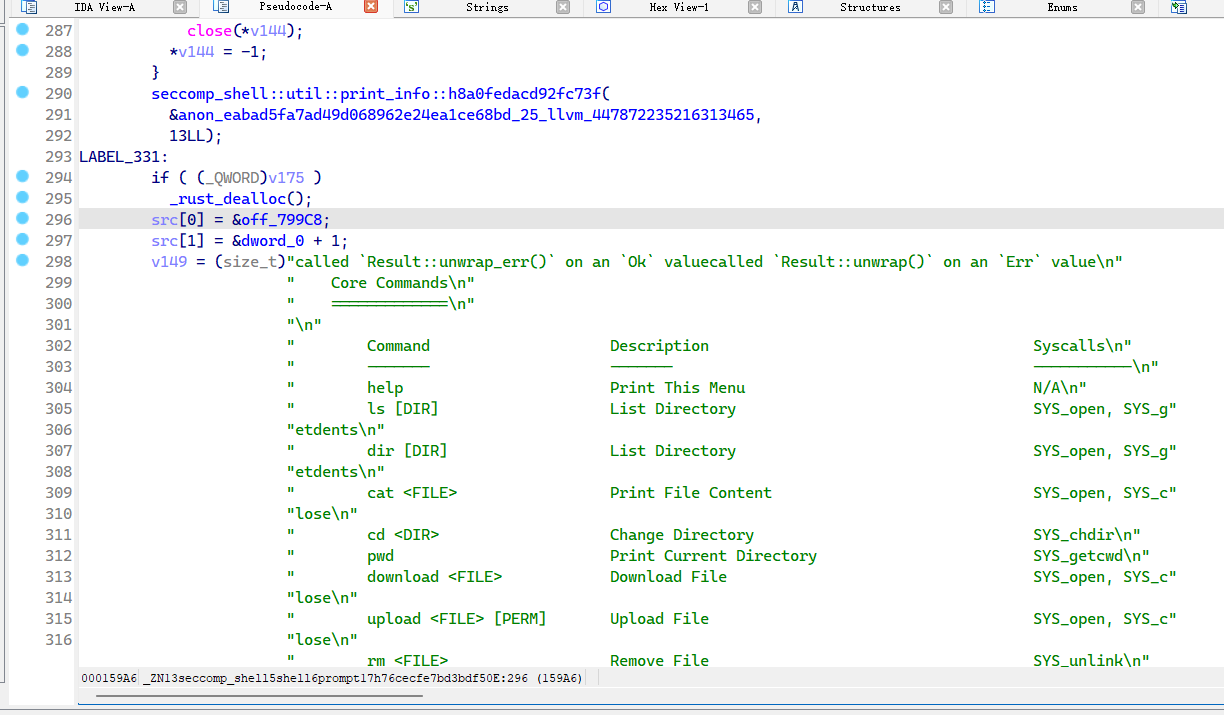 IDA View-A Pseudocode-A Strings Hex View-1 Structures Enums
287 close(*v144);
288 *v144 = -1;
289 }
290 seccomp_shell::util::print_info::h8a0fedacd92fc73f(
291 &anon_eabad5fa7ad49d068962e24ea1ce68bd_25_llvm_447872235216313465,
292 13LL);
293 LABEL_331:
294 if ( (_QWORD)v175 )
295 _rust_dealloc();
296 src[0] = &off_799C8;
297 src[1] = &dword_0 + 1;
298 v149 = (size_t)"called `Result::unwrap_err()` on an `Ok` valuecalled `Result::unwrap()` on an `Err` value\n"
299 " Core Commands\n"
300 " =============\n"
301 "\n"
302 " Command Description Syscalls\n"
303 " ─────── ─────── ───────────\n"
304 " help Print This Menu N/A\n"
305 " ls [DIR] List Directory SYS_open, SYS_g"
306 "etdents\n"
307 " dir [DIR] List Directory SYS_open, SYS_g"
308 "etdents\n"
309 " cat <FILE> Print File Content SYS_open, SYS_c"
310 "lose\n"
311 " cd <DIR> Change Directory SYS_chdir\n"
312 " pwd Print Current Directory SYS_getcwd\n"
313 " download <FILE> Download File SYS_open, SYS_c"
314 "lose\n"
315 " upload <FILE> [PERM] Upload File SYS_open, SYS_c"
316 "lose\n"
" rm <FILE> Remove File SYS_unlink\n"
000159A6 _ZN13seccomp_shell5shell6prompt17h76cecfe7bd3bdf50E:296 (159A6)